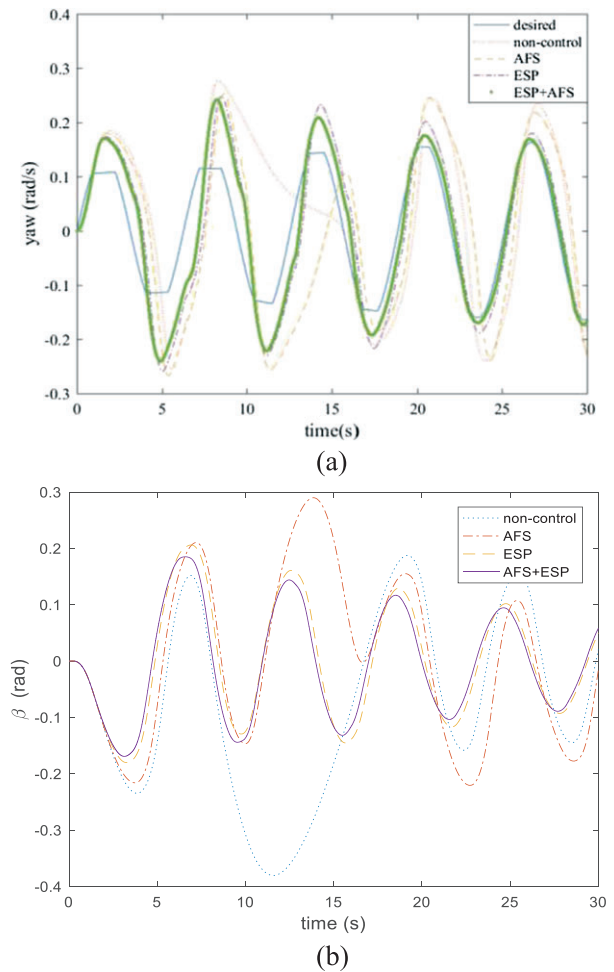 0.4
0.3
0.2
0.1
0
-0.1
-0.2
-0.3
yaw (rad/s)
desired
non-control
AFS
ESP
ESP+AFS
0 5 10 15 20 25 30
time(s)
(a)
0.3
0.2
0.1
0
-0.1
-0.2
-0.3
-0.4
β (rad)
non-control
AFS
ESP
AFS+ESP
0 5 10 15 20 25 30
time (s)
(b)